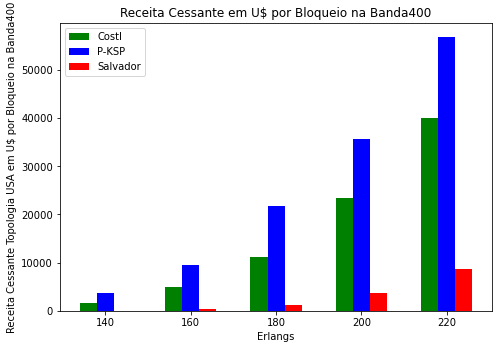 Receita Cessante em U$ por Bloqueio na Banda400
Receita Cessante Topologia USA em U$ por Bloqueio na Banda400
CostI
P-KSP
Salvador
50000
40000
30000
20000
10000
0
140 160 180 200 220
Erlangs